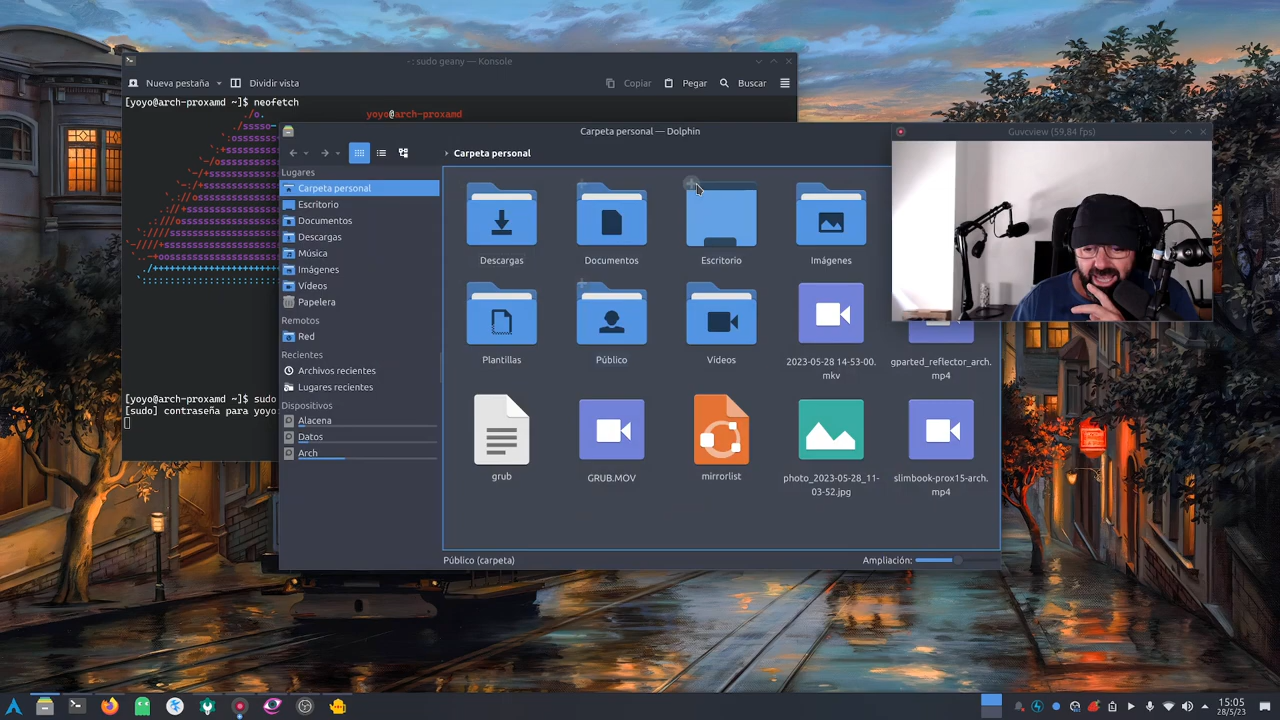 ~: sudo geany — Konsole
Nueva pestaña
Dividir vista
Copiar
Pegar
Buscar
[yoyo@arch-proxamd ~]$ neofetch
./o.
./sssso-
yoyo@arch-proxamd
[yoyo@arch-proxamd ~]$ sudo
[sudo] contraseña para yoyo
Carpeta personal — Dolphin
Carpeta personal
Lugares
Carpeta personal
Escritorio
Documentos
Descargas
Música
Imágenes
Vídeos
Papelera
Remotos
Red
Recientes
Archivos recientes
Lugares recientes
Dispositivos
Alacena
Datos
Arch
Descargas
Documentos
Escritorio
Imágenes
Plantillas
Público
Vídeos
2023-05-28 14-53-00.
mkv
gparted_reflector_arch.
mp4
grub
GRUB.MOV
mirrorlist
photo_2023-05-28_11-
03-52.jpg
slimbook-prox15-arch.
mp4
Público (carpeta)
Ampliación:
Guvcview (59,84 fps)
15:05
28/5/23